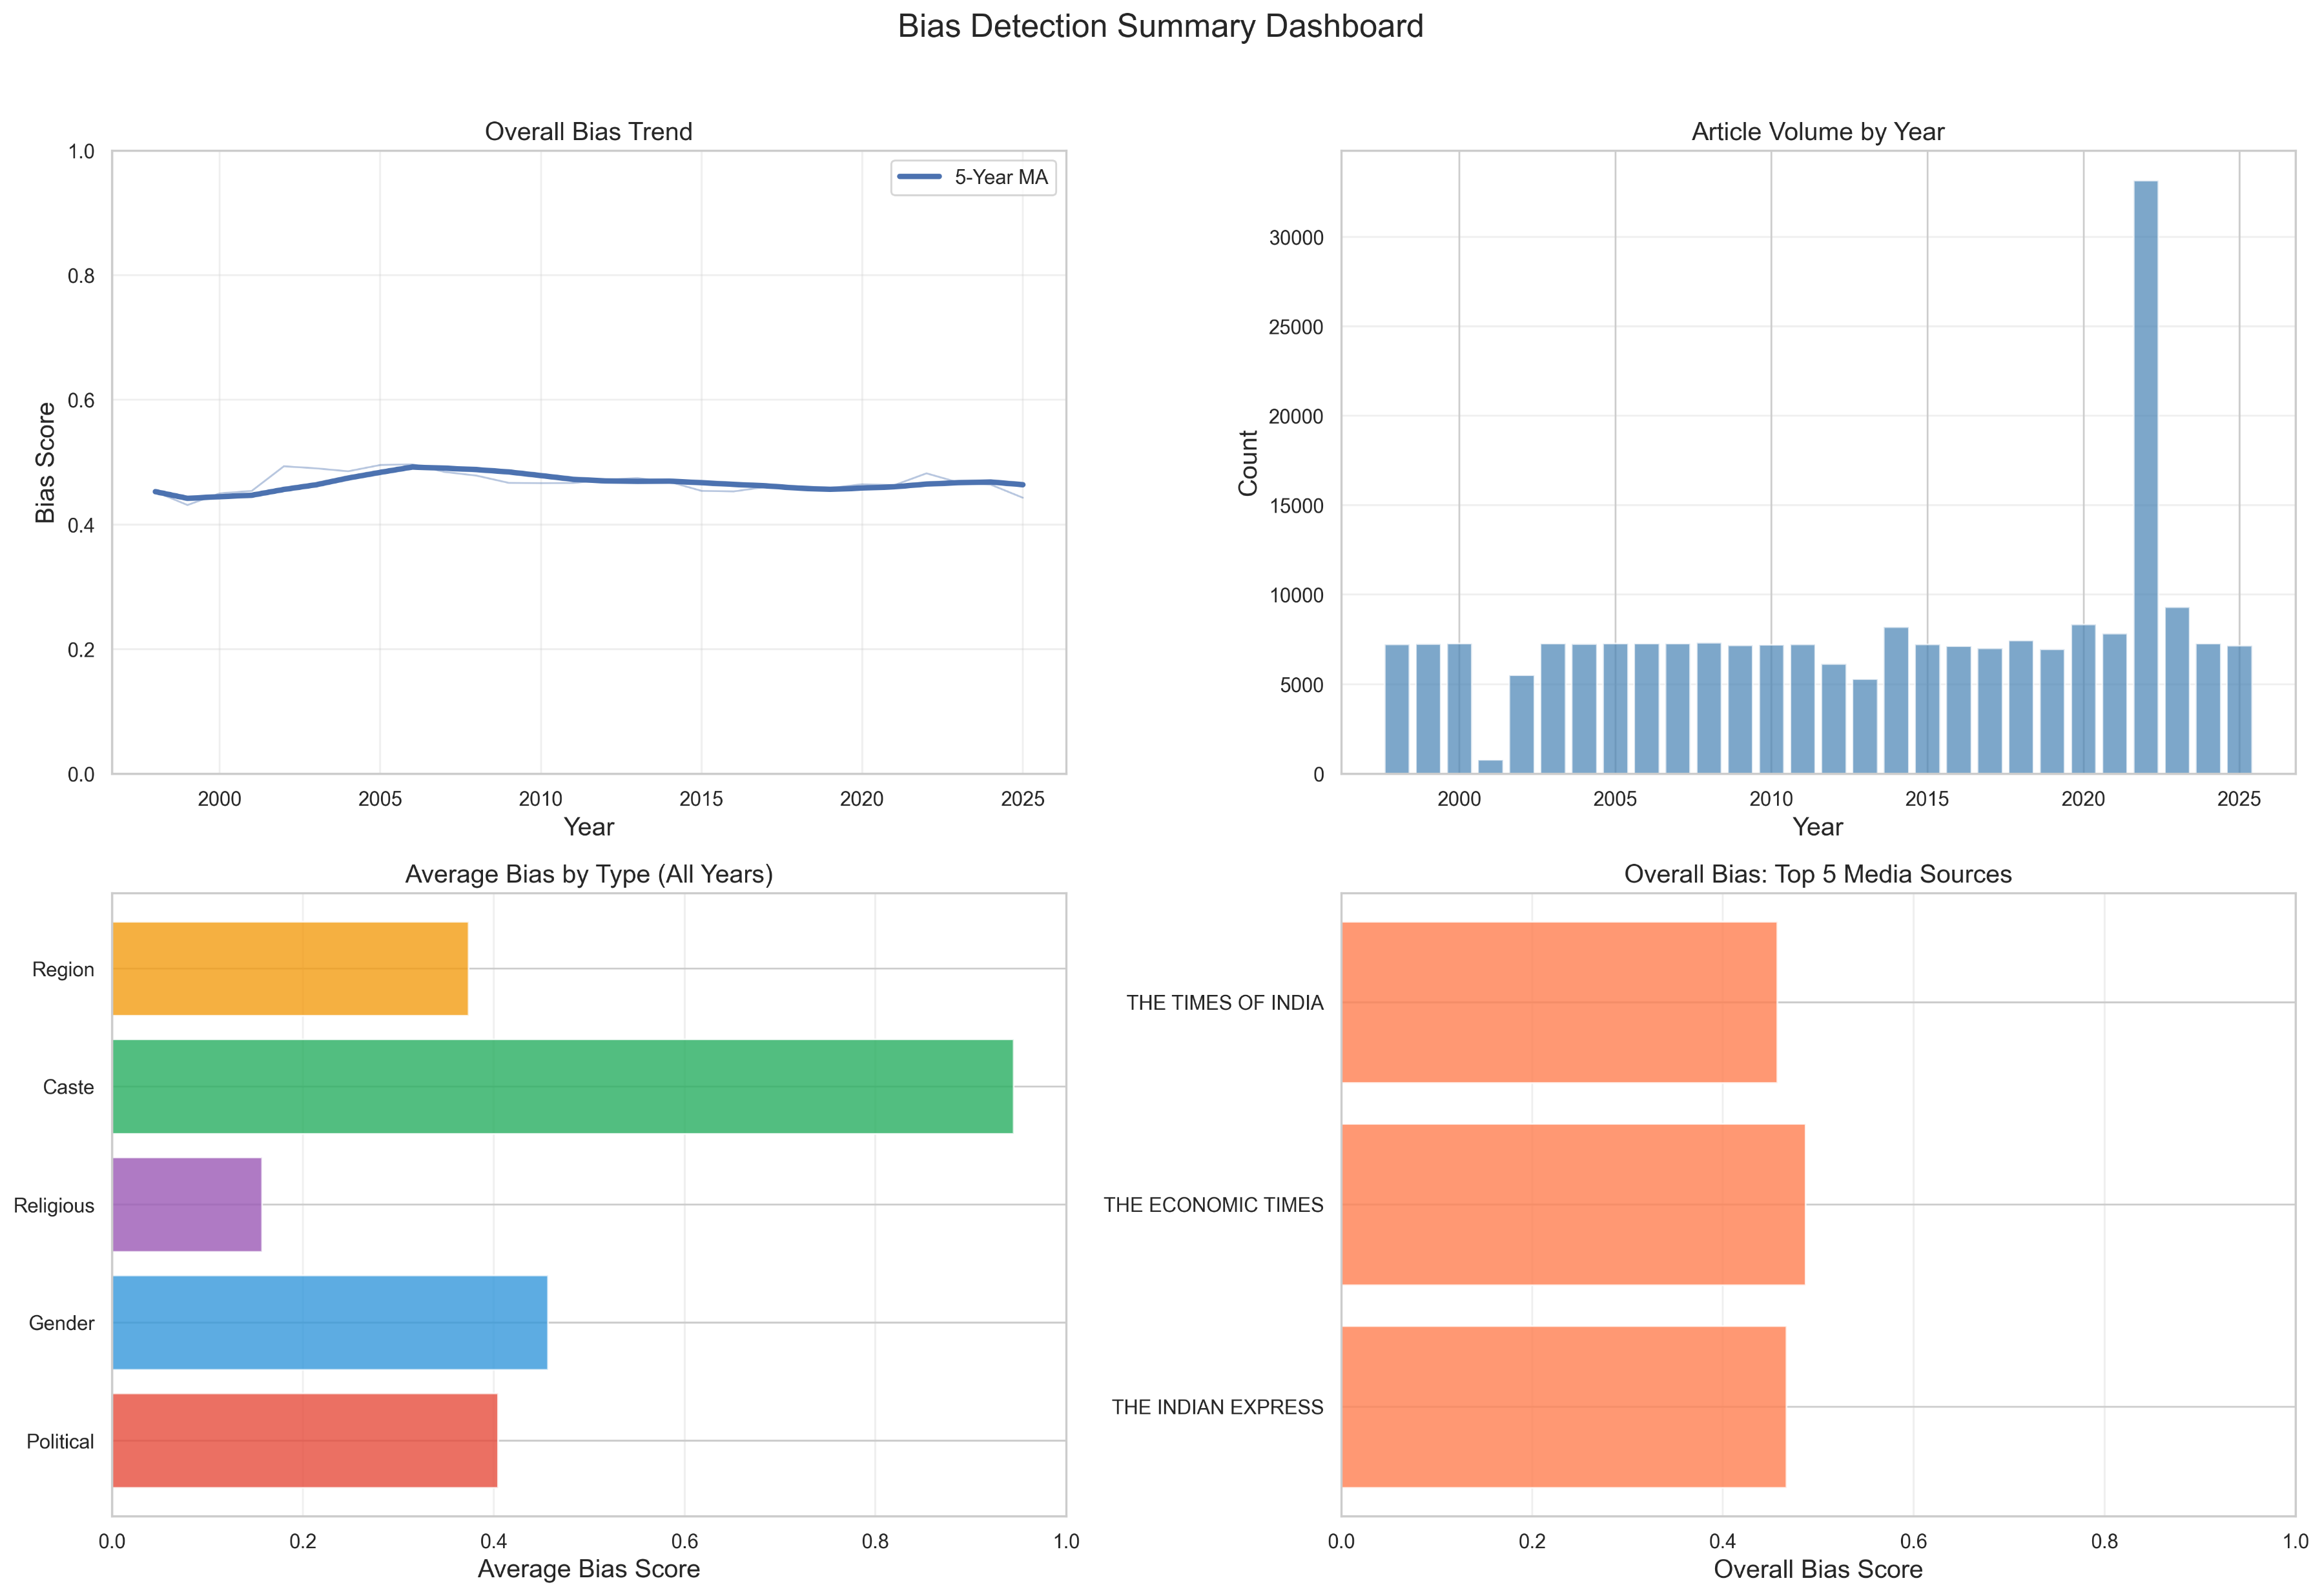 Bias Detection Summary Dashboard
Overall Bias Trend
1.0
0.8
0.6
0.4
0.2
0.0
Bias Score
5-Year MA
2000 2005 2010 2015 2020 2025
Year
Article Volume by Year
30000
25000
20000
15000
10000
5000
0
Count
2000 2005 2010 2015 2020 2025
Year
Average Bias by Type (All Years)
Region
Caste
Religious
Gender
Political
0.0 0.2 0.4 0.6 0.8 1.0
Average Bias Score
Overall Bias: Top 5 Media Sources
THE TIMES OF INDIA
THE ECONOMIC TIMES
THE INDIAN EXPRESS
0.0 0.2 0.4 0.6 0.8 1.0
Overall Bias Score